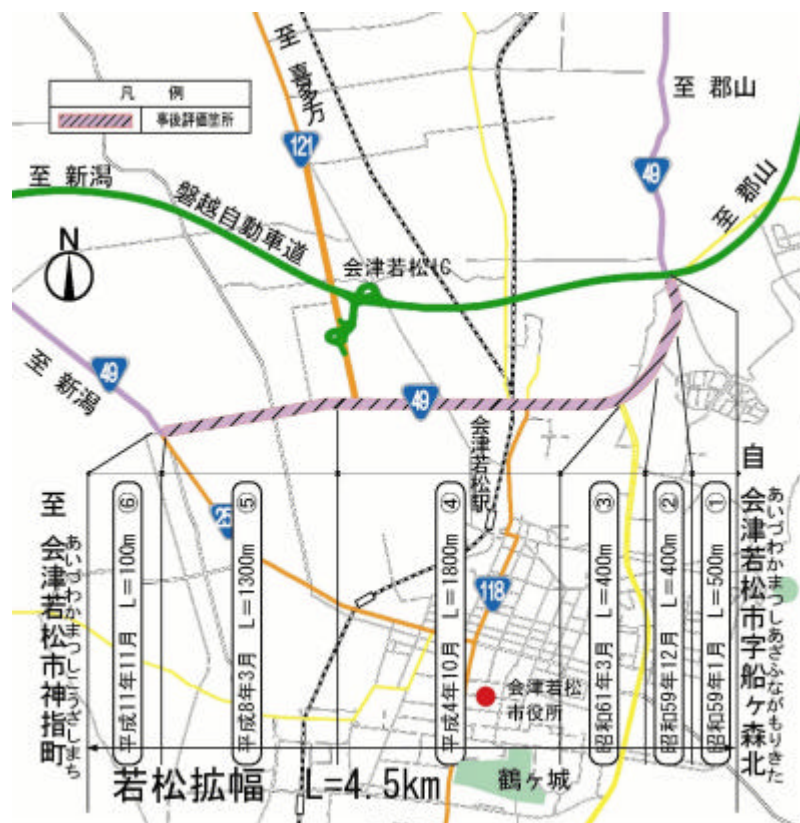 凡 例
事後評価箇所
至 喜多方
121
至 郡山
49
至 新潟
磐越自動車道
至 郡山
N
会津若松IC
49
至 新潟
49
会津若松駅
自 会津若松市字船ヶ森北
あいづわかまつしあざふながもりきた
① 昭和59年1月 L=500m
② 昭和59年12月 L=400m
③ 昭和61年3月 L=400m
④ 平成4年10月 L=1800m
⑤ 平成8年3月 L=1300m
⑥ 平成11年11月 L=100m
至 会津若松市神指町
あいづわかまつしこうざしまち
118
会津若松
市役所
鶴ヶ城
若松拡幅 L=4.5km